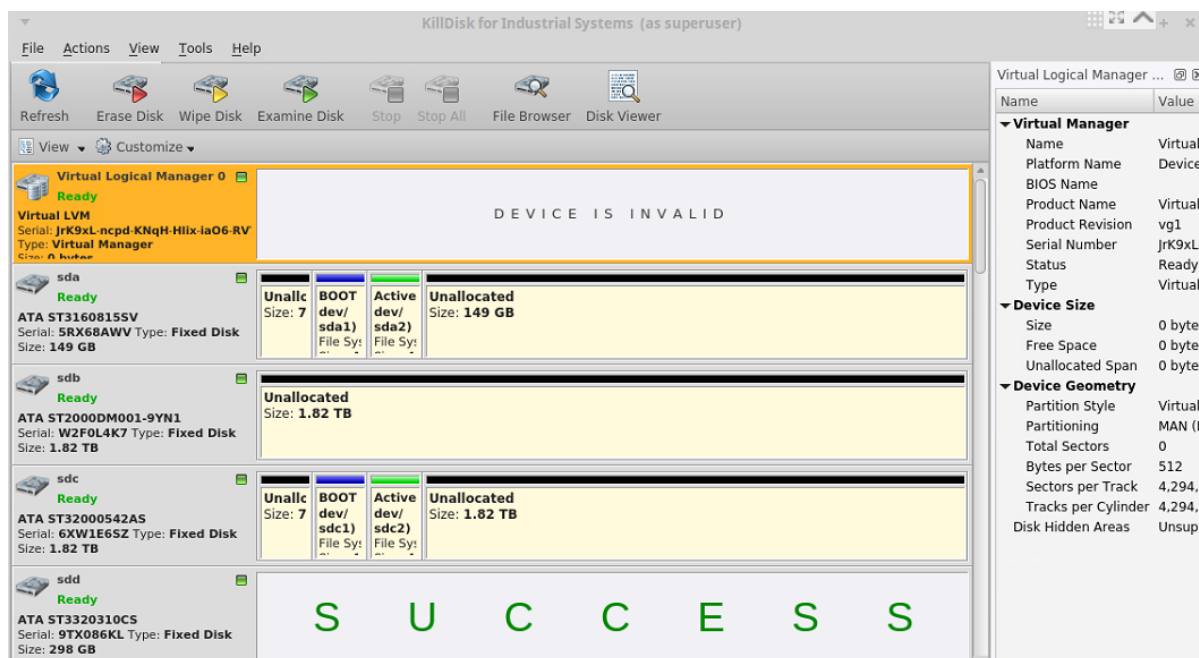 KillDisk for Industrial Systems (as superuser)
File Actions View Tools Help
Refresh Erase Disk Wipe Disk Examine Disk Stop Stop All File Browser Disk Viewer
View Customize
Virtual Logical Manager 0
Ready
Virtual LVM
Serial: JrK9xL-ncpd-KNqH-Hlix-iaO6-RV
Type: Virtual Manager
Size: 0 bytes
DEVICE IS INVALID
sda
Ready
ATA ST3160815SV
Serial: 5RX68AWV Type: Fixed Disk
Size: 149 GB
Unallc
Size: 7
BOOT
dev/
sda1)
File Sys
Active
dev/
sda2)
File Sys
Unallocated
Size: 149 GB
sdb
Ready
ATA ST2000DM001-9YN1
Serial: W2F0L4K7 Type: Fixed Disk
Size: 1.82 TB
Unallocated
Size: 1.82 TB
sdc
Ready
ATA ST32000542AS
Serial: 6XW1E6SZ Type: Fixed Disk
Size: 1.82 TB
Unallc
Size: 7
BOOT
dev/
sdc1)
File Sys
Active
dev/
sdc2)
File Sys
Unallocated
Size: 1.82 TB
sdd
Ready
ATA ST3320310CS
Serial: 9TX086KL Type: Fixed Disk
Size: 298 GB
SUCCESS
Virtual Logical Manager ...
Name Value
Virtual Manager
Name Virtual
Platform Name Device
BIOS Name
Product Name Virtual
Product Revision vg1
Serial Number JrK9xL
Status Ready
Type Virtual
Device Size
Size 0 byte
Free Space 0 byte
Unallocated Span 0 byte
Device Geometry
Partition Style Virtual
Partitioning MAN (
Total Sectors 0
Bytes per Sector 512
Sectors per Track 4,294,
Tracks per Cylinder 4,294,
Disk Hidden Areas Unsup